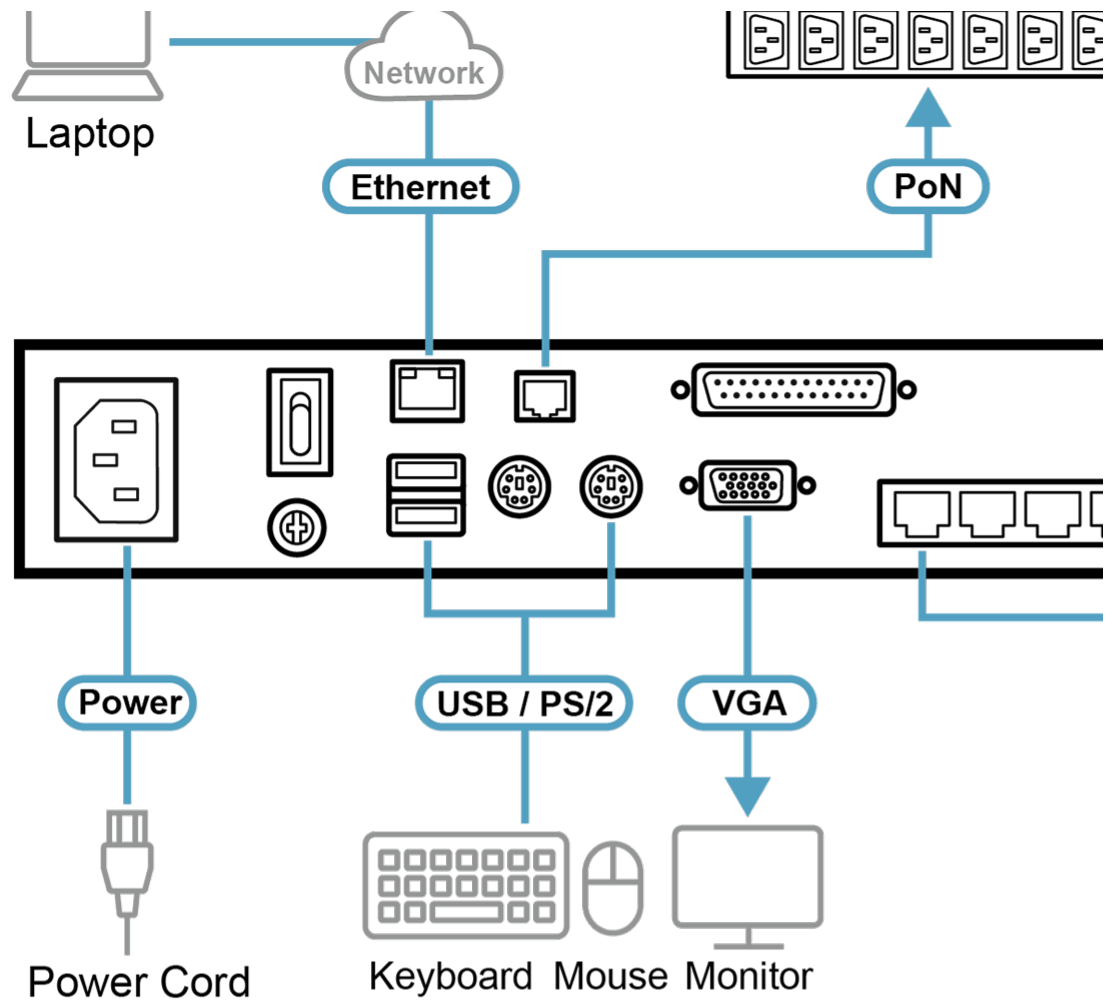 Network
Laptop
Ethernet
PoN
Power
USB / PS/2
VGA
Power Cord
Keyboard
Mouse
Monitor